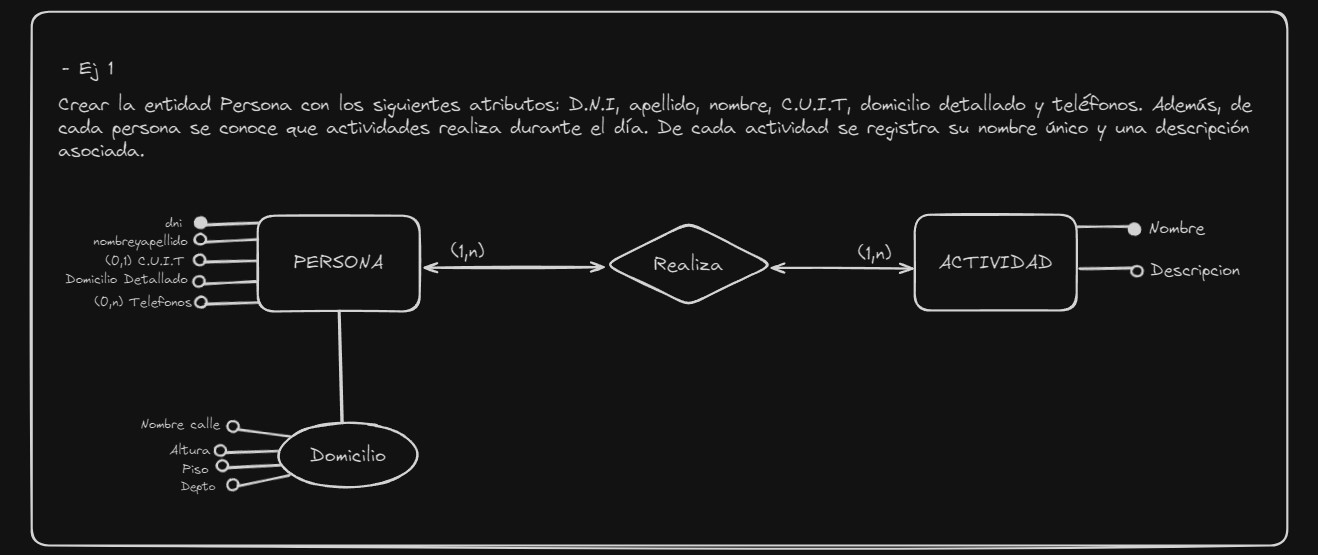 - Ej 1
Crear la entidad Persona con los siguientes atributos: D.N.I, apellido, nombre, C.U.I.T, domicilio detallado y teléfonos. Además, de
cada persona se conoce que actividades realiza durante el día. De cada actividad se registra su nombre único y una descripción
asociada.
dni
nombreyapellido
(0,1) C.U.I.T
Domicilio Detallado
(0,n) Telefonos
PERSONA
(1,n)
Realiza
(1,n)
ACTIVIDAD
Nombre
Descripcion
Nombre calle
Altura
Piso
Depto
Domicilio